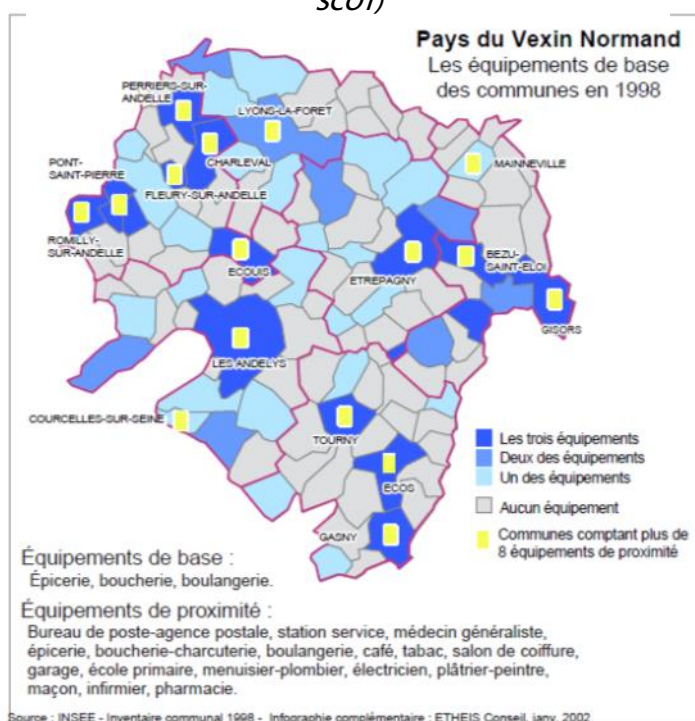 SCOT)
Pays du Vexin Normand
Les équipements de base
des communes en 1998
PERRIERS-SUR-
ANDELLE
LYONS-LA-FORET
CHARLEVAL
MAINNEVILLE
PONT-
SAINT-PIERRE
FLEURY-SUR-ANDELLE
ROMILLY-
SUR-ANDELLE
ECOUIS
ETREPAGNY
BEZU-
SAINT-ELOI
GISORS
LES ANDELYS
COURCELLES-SUR-SEINE
TOURNY
ECOS
GASNY
Les trois équipements
Deux des équipements
Un des équipements
Aucun équipement
Communes comptant plus de
8 équipements de proximité
Équipements de base :
Épicerie, boucherie, boulangerie.
Équipements de proximité :
Bureau de poste-agence postale, station service, médecin généraliste,
épicerie, boucherie-charcuterie, boulangerie, café, tabac, salon de coiffure,
garage, école primaire, menuisier-plombier, électricien, plâtrier-peintre,
maçon, infirmier, pharmacie.
Source : INSEE - Inventaire communal 1998 - Infographie complémentaire : ETHEIS Conseil, janv. 2002